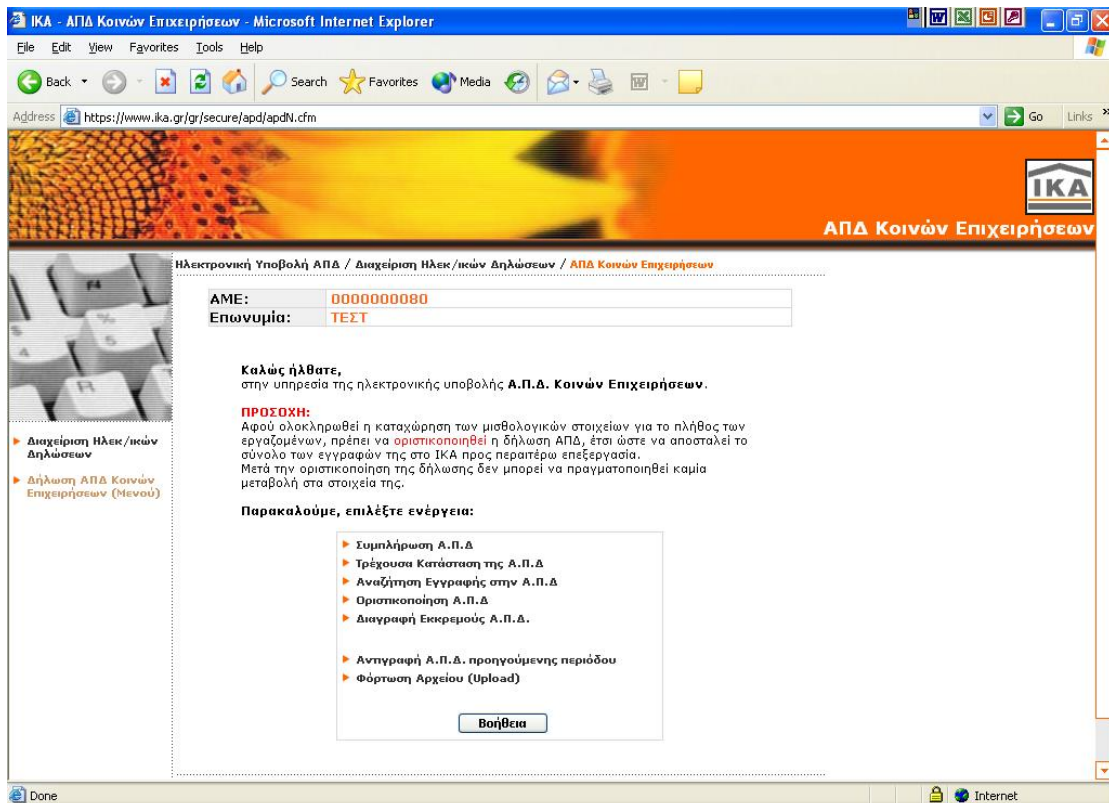 ΙΚΑ - ΑΠΔ Κοινών Επιχειρήσεων - Microsoft Internet Explorer
File Edit View Favorites Tools Help
Back Search Favorites Media
Address https://www.ika.gr/gr/secure/apd/apdN.cfm Go Links »
ΙΚΑ
ΑΠΔ Κοινών Επιχειρήσεων
Ηλεκτρονική Υποβολή ΑΠΔ / Διαχείριση Ηλεκ/ικών Δηλώσεων / ΑΠΔ Κοινών Επιχειρήσεων
ΑΜΕ: 0000000080
Επωνυμία: ΤΕΣΤ
Καλώς ήλθατε,
στην υπηρεσία της ηλεκτρονικής υποβολής Α.Π.Δ. Κοινών Επιχειρήσεων.
ΠΡΟΣΟΧΗ:
Αφού ολοκληρωθεί η καταχώρηση των μισθολογικών στοιχείων για το πλήθος των
εργαζομένων, πρέπει να οριστικοποιηθεί η δήλωση ΑΠΔ, έτσι ώστε να αποσταλεί το
σύνολο των εγγραφών της στο ΙΚΑ προς περαιτέρω επεξεργασία.
Μετά την οριστικοποίηση της δήλωσης δεν μπορεί να πραγματοποιηθεί καμία
μεταβολή στα στοιχεία της.
Παρακαλούμε, επιλέξτε ενέργεια:
Συμπλήρωση Α.Π.Δ
Τρέχουσα Κατάσταση της Α.Π.Δ
Αναζήτηση Εγγραφής στην Α.Π.Δ
Οριστικοποίηση Α.Π.Δ
Διαγραφή Εκκρεμούς Α.Π.Δ.
Αντιγραφή Α.Π.Δ. προηγούμενης περιόδου
Φόρτωση Αρχείου (Upload)
Βοήθεια
Διαχείριση Ηλεκ/ικών
Δηλώσεων
Δήλωση ΑΠΔ Κοινών
Επιχειρήσεων (Μενού)
F4
%
5
$
4
R
Done Internet